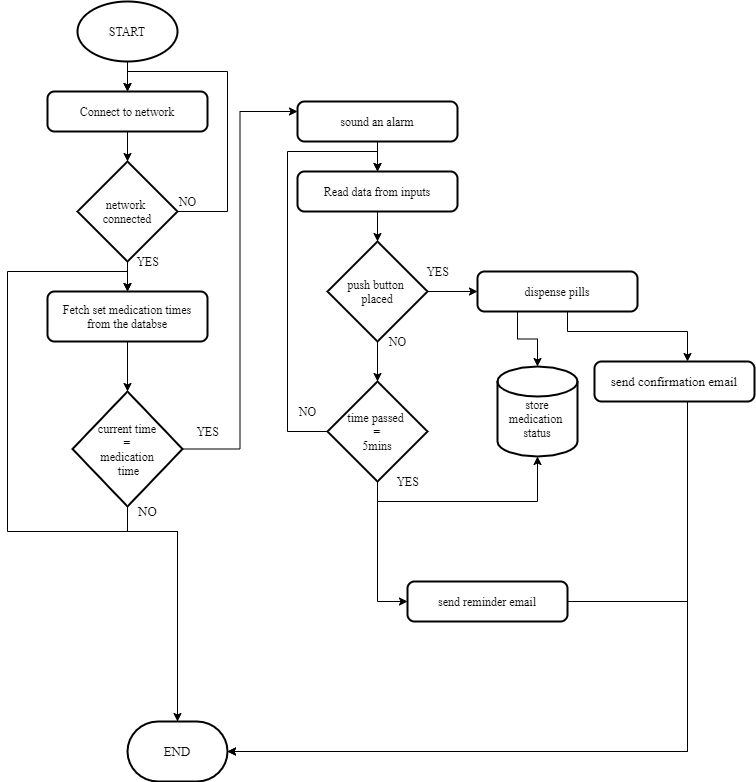 START
Connect to network
network
connected
NO
YES
Fetch set medication times
from the databse
current time
=
medication
time
YES
NO
sound an alarm
Read data from inputs
push button
placed
YES
NO
dispense pills
send confirmation email
store
medication
status
time passed
=
5mins
NO
YES
send reminder email
END